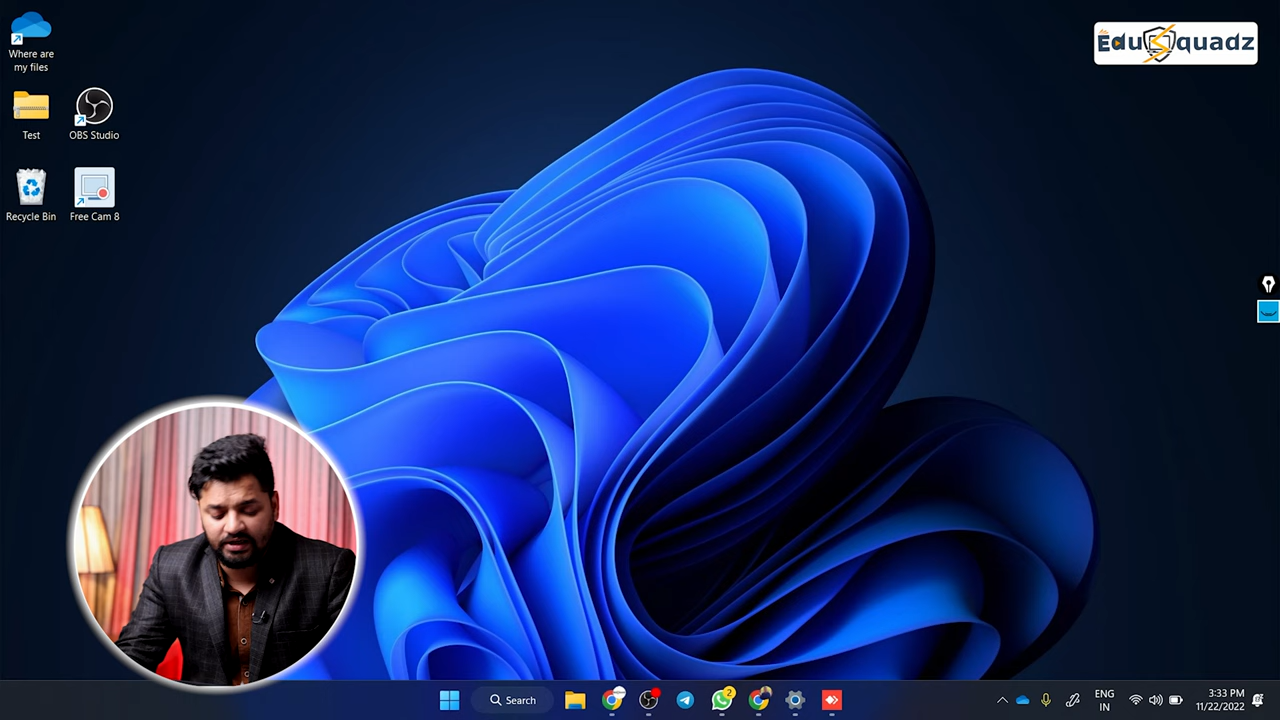 Where are
my files
EduSquadz
Test
OBS Studio
Recycle Bin
Free Cam 8
Search
2
ENG
IN
3:33 PM
11/22/2022